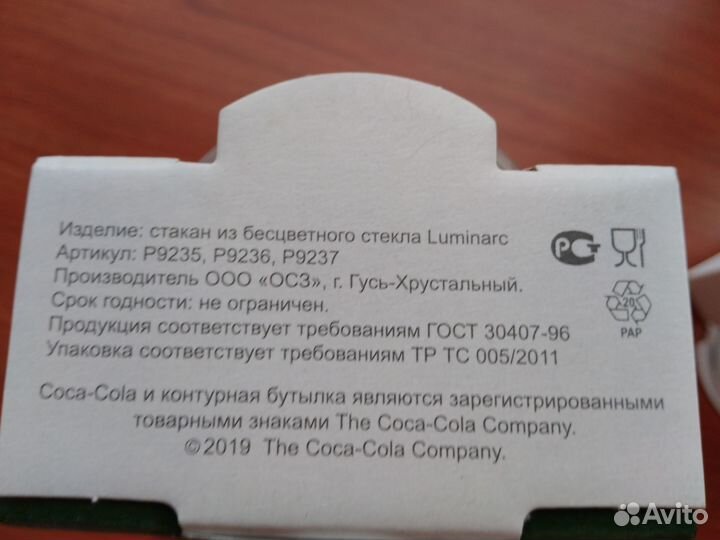 Изделие: стакан из бесцветного стекла Luminarc
Артикул: P9235, P9236, P9237
Производитель ООО «ОСЗ», г. Гусь-Хрустальный.
Срок годности: не ограничен.
Продукция соответствует требованиям ГОСТ 30407-96
Упаковка соответствует требованиям ТР ТС 005/2011
РСТ
20
PAP
Coca-Cola и контурная бутылка являются зарегистрированными
товарными знаками The Coca-Cola Company.
©2019 The Coca-Cola Company.
Avito